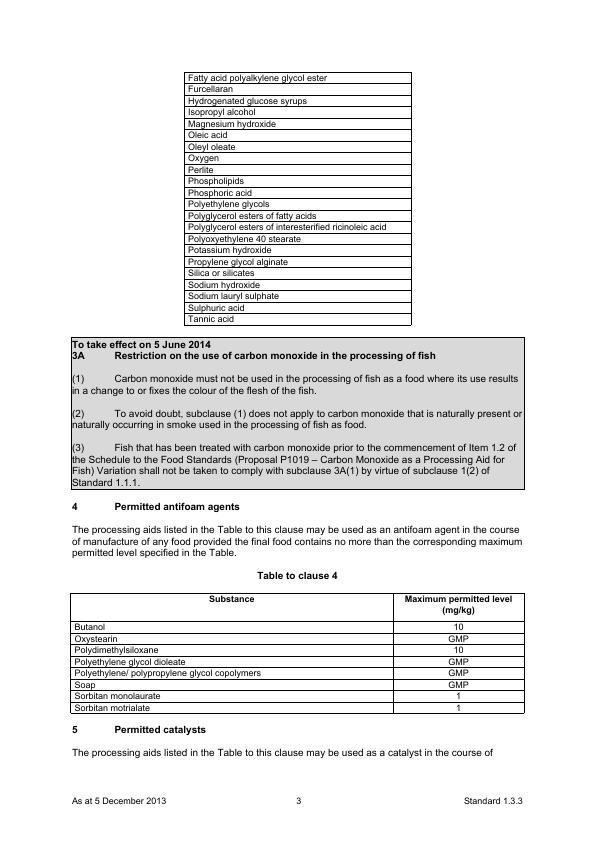 Fatty acid polyalkylene glycol ester
Furcellaran
Hydrogenated glucose syrups
Isopropyl alcohol
Magnesium hydroxide
Oleic acid
Oleyl oleate
Oxygen
Perlite
Phospholipids
Phosphoric acid
Polyethylene glycols
Polyglycerol esters of fatty acids
Polyglycerol esters of interesterified ricinoleic acid
Polyoxyethylene 40 stearate
Potassium hydroxide
Propylene glycol alginate
Silica or silicates
Sodium hydroxide
Sodium lauryl sulphate
Sulphuric acid
Tannic acid
To take effect on 5 June 2014
3A Restriction on the use of carbon monoxide in the processing of fish
(1) Carbon monoxide must not be used in the processing of fish as a food where its use results
in a change to or fixes the colour of the flesh of the fish.
(2) To avoid doubt, subclause (1) does not apply to carbon monoxide that is naturally present or
naturally occurring in smoke used in the processing of fish as food.
(3) Fish that has been treated with carbon monoxide prior to the commencement of Item 1.2 of
the Schedule to the Food Standards (Proposal P1019 – Carbon Monoxide as a Processing Aid for
Fish) Variation shall not be taken to comply with subclause 3A(1) by virtue of subclause 1(2) of
Standard 1.1.1.
4 Permitted antifoam agents
The processing aids listed in the Table to this clause may be used as an antifoam agent in the course
of manufacture of any food provided the final food contains no more than the corresponding maximum
permitted level specified in the Table.
Table to clause 4
Substance Maximum permitted level
(mg/kg)
Butanol 10
Oxystearin GMP
Polydimethylsiloxane 10
Polyethylene glycol dioleate GMP
Polyethylene/ polypropylene glycol copolymers GMP
Soap GMP
Sorbitan monolaurate 1
Sorbitan motrialate 1
5 Permitted catalysts
The processing aids listed in the Table to this clause may be used as a catalyst in the course of
As at 5 December 2013 3 Standard 1.3.3